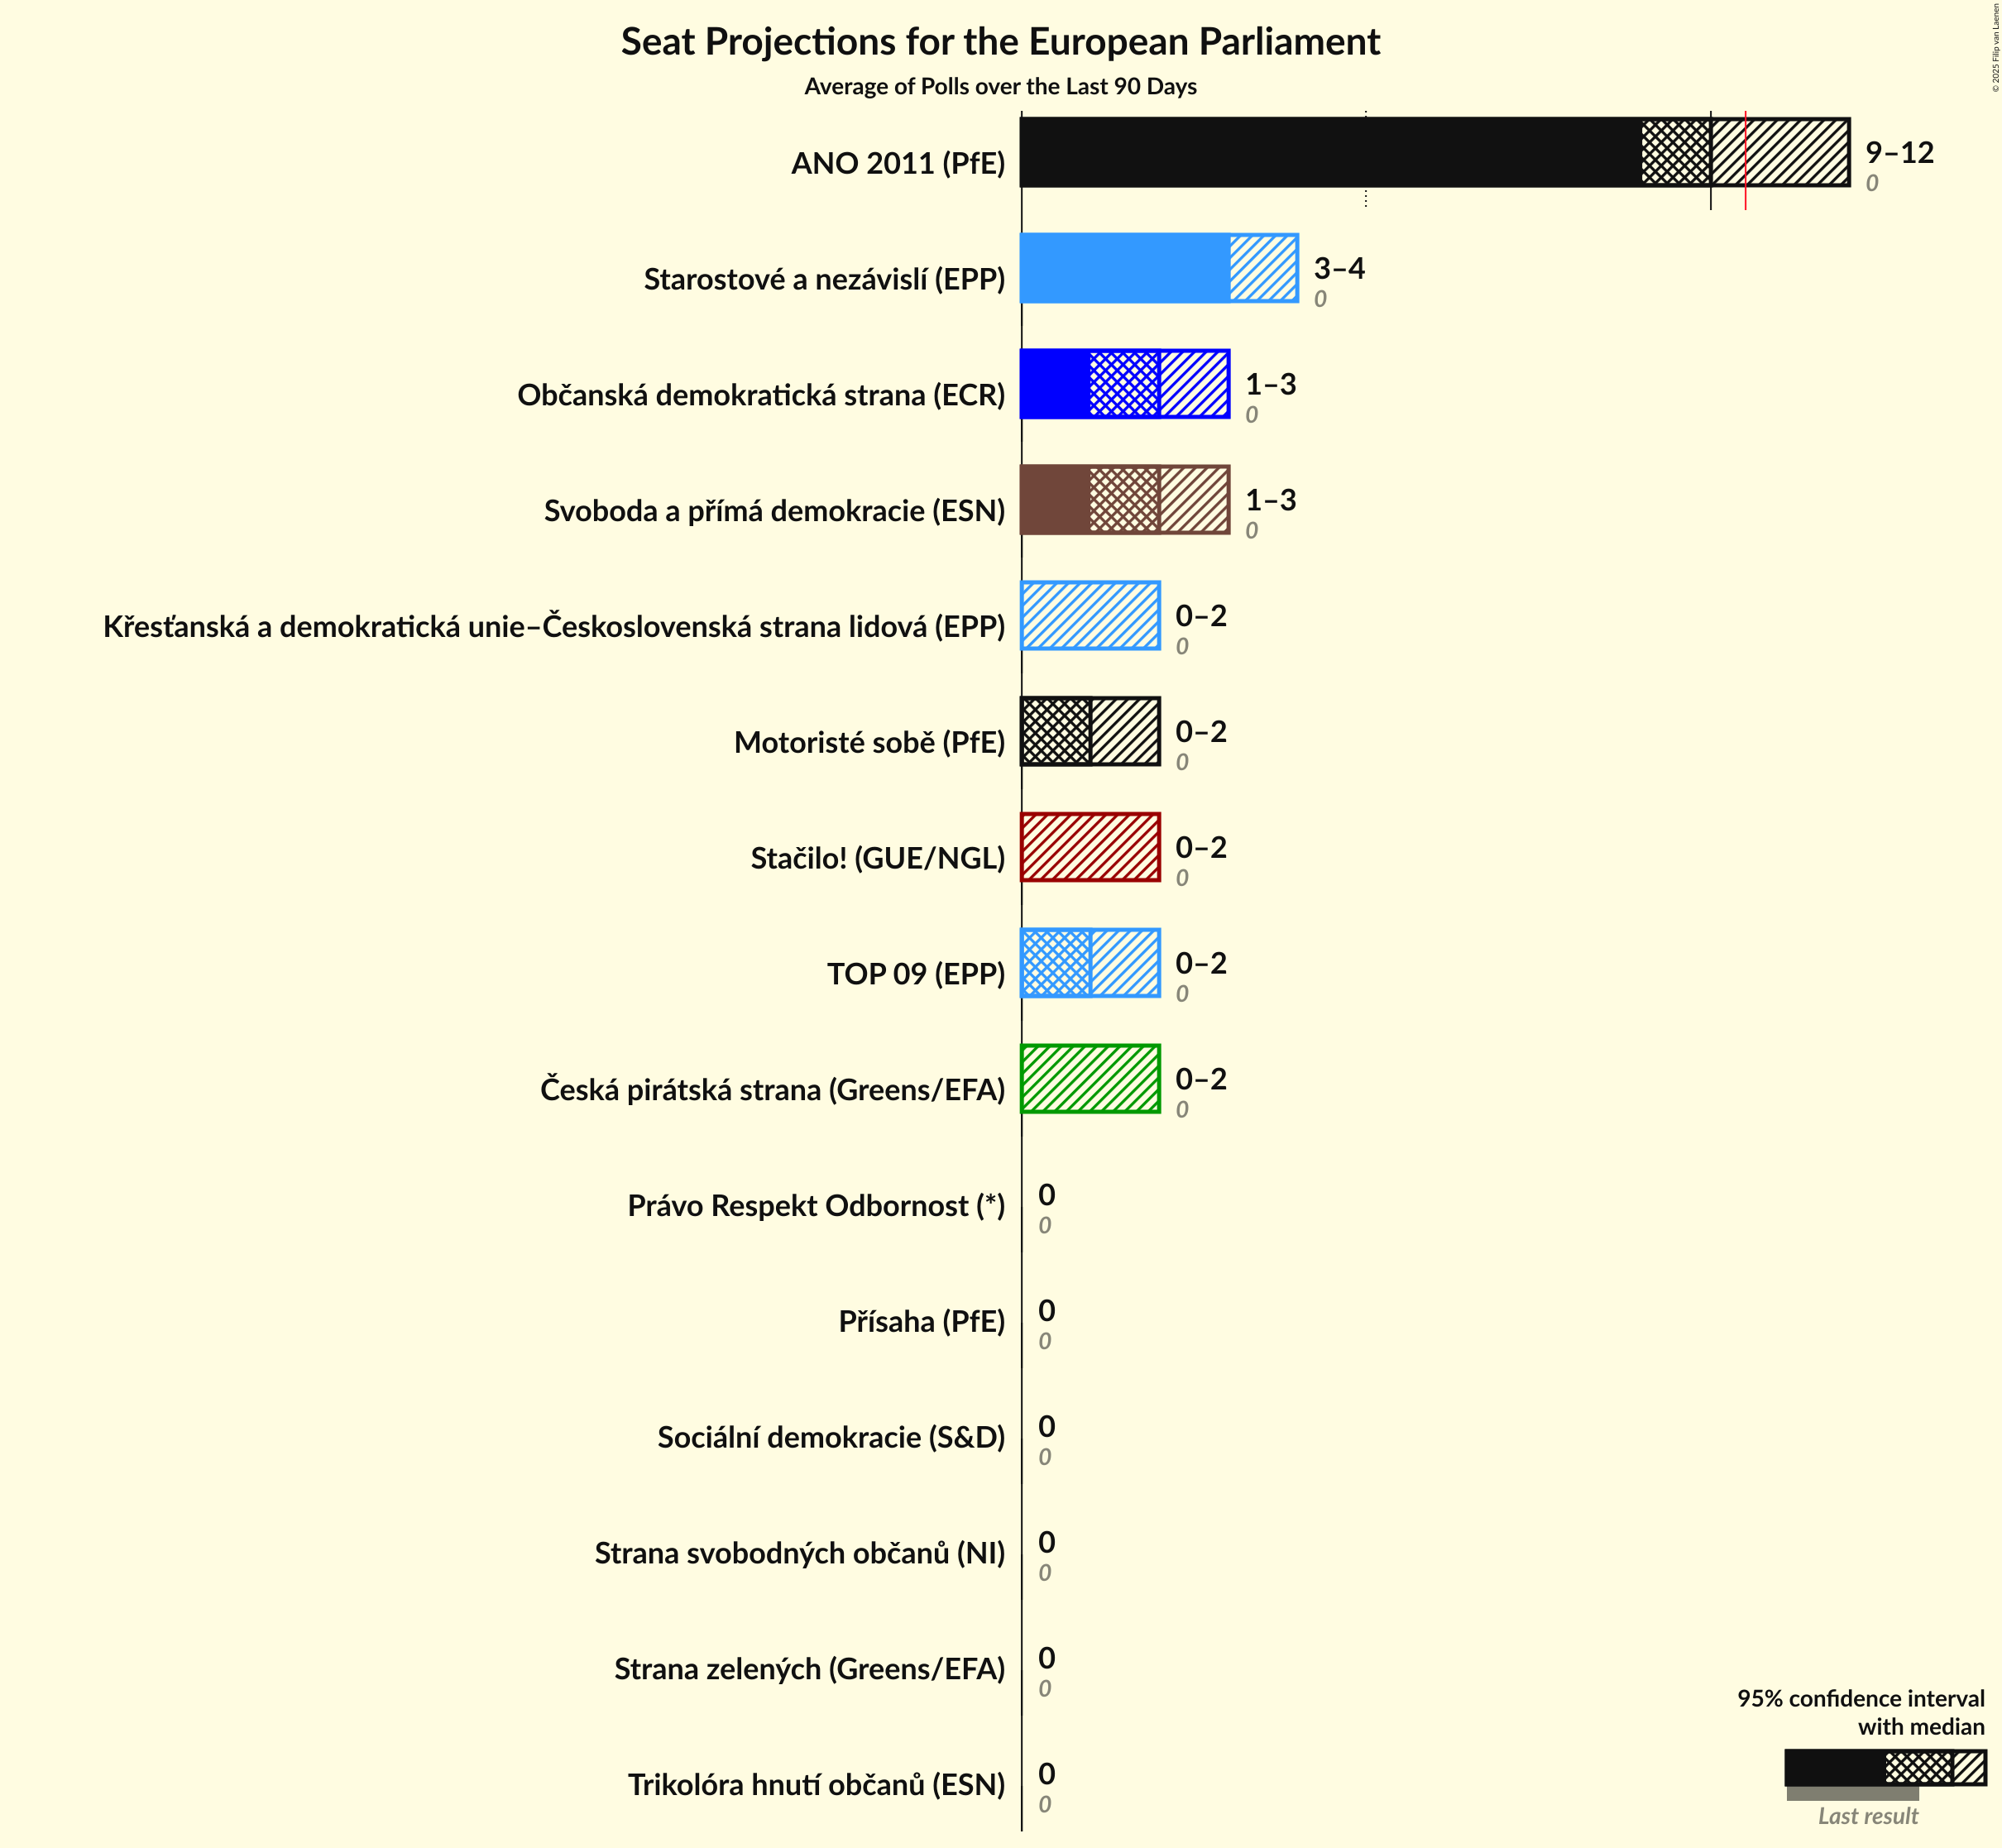 Seat Projections for the European Parliament
Average of Polls over the Last 90 Days
© 2025 Filip van Laenen
ANO 2011 (PfE)
9–12
0
Starostové a nezávislí (EPP)
3–4
0
Občanská demokratická strana (ECR)
1–3
0
Svoboda a přímá demokracie (ESN)
1–3
0
Křesťanská a demokratická unie–Československá strana lidová (EPP)
0–2
0
Motoristé sobě (PfE)
0–2
0
Stačilo! (GUE/NGL)
0–2
0
TOP 09 (EPP)
0–2
0
Česká pirátská strana (Greens/EFA)
0–2
0
Právo Respekt Odbornost (*)
0
0
Přísaha (PfE)
0
0
Sociální demokracie (S&D)
0
0
Strana svobodných občanů (NI)
0
0
Strana zelených (Greens/EFA)
0
0
Trikolóra hnutí občanů (ESN)
0
0
95% confidence interval
with median
Last result